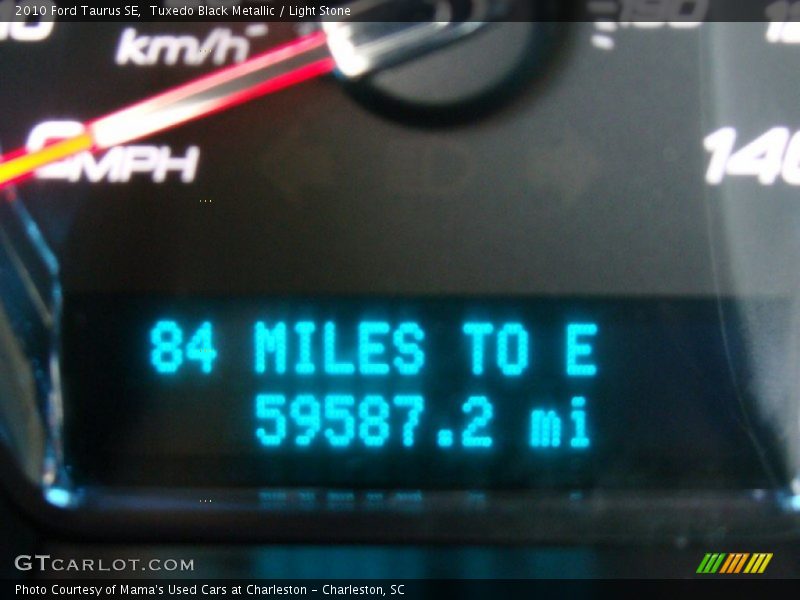 2010 Ford Taurus SE, Tuxedo Black Metallic / Light Stone
km/h
MPH
84 MILES TO E
59587.2 mi
GTCARLOT.COM
Photo Courtesy of Mama's Used Cars at Charleston - Charleston, SC